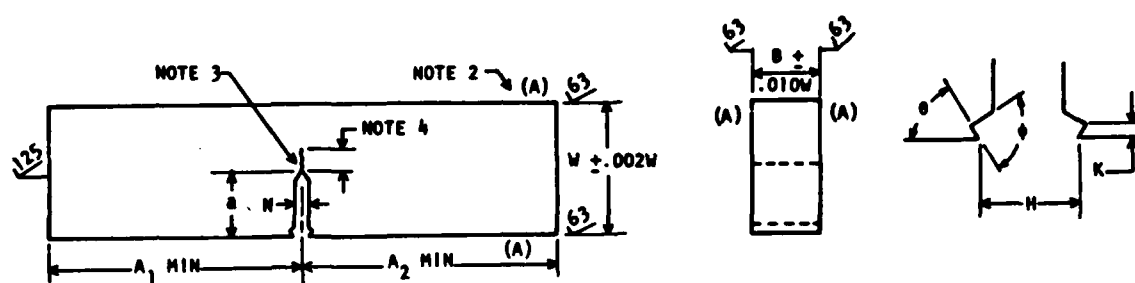 NOTE 3
NOTE 2
(A)
63
NOTE 4
125
a
N
W ±.002W
63
(A)
A1 MIN
A2 MIN
63
63
B ±
.010W
(A)
(A)
θ
φ
K
H